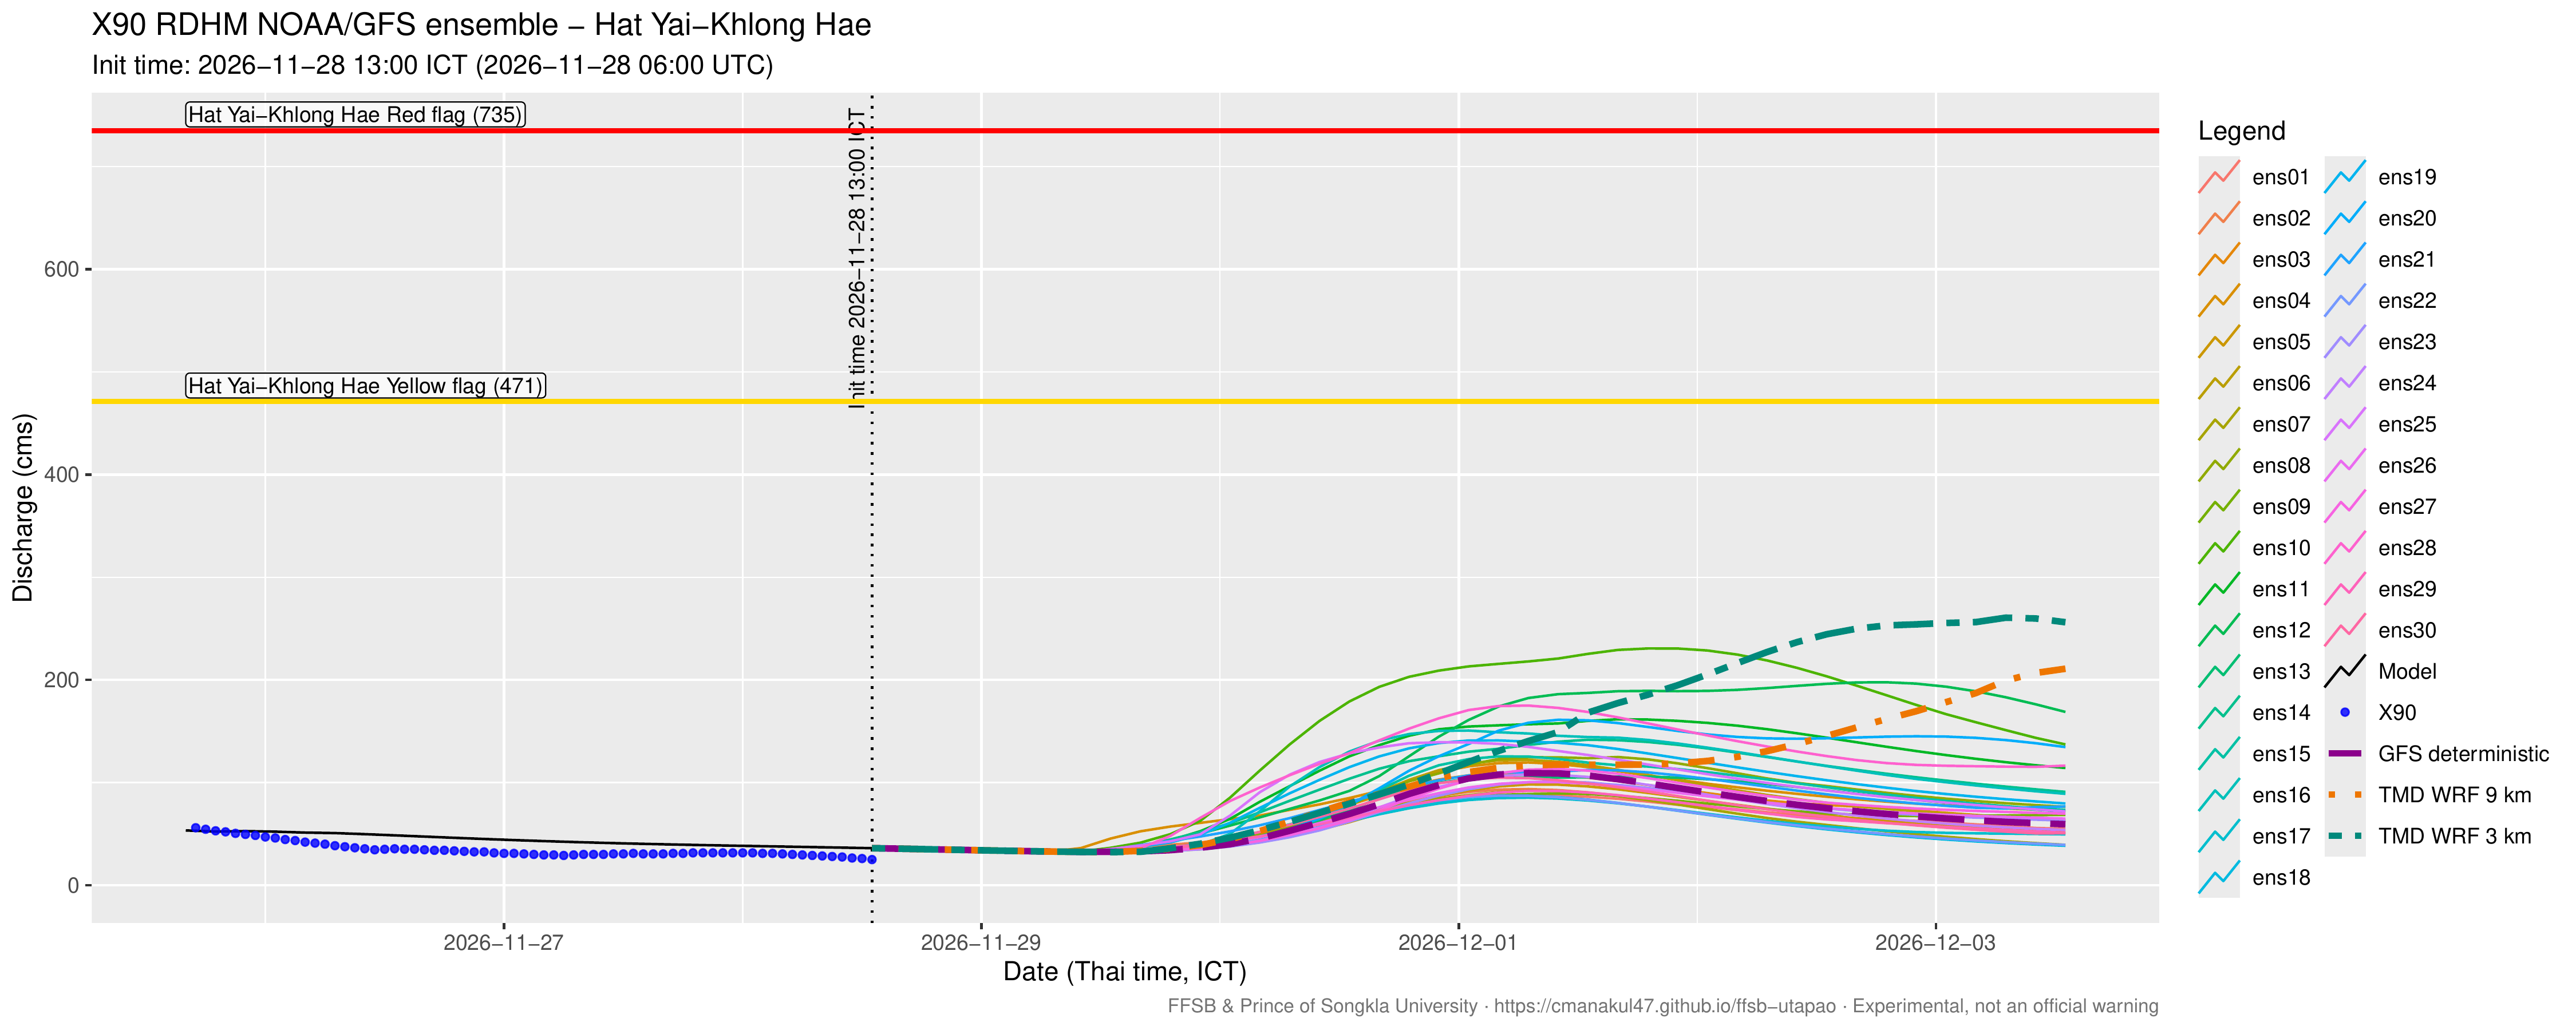 X90 RDHM NOAA/GFS ensemble − Hat Yai−Khlong Hae
Init time: 2026−11−28 13:00 ICT (2026−11−28 06:00 UTC)
Hat Yai−Khlong Hae Red flag (735)
Init time 2026−11−28 13:00 ICT
Hat Yai−Khlong Hae Yellow flag (471)
Discharge (cms)
600
400
200
0
2026−11−27
2026−11−29
2026−12−01
2026−12−03
Date (Thai time, ICT)
Legend
ens01
ens02
ens03
ens04
ens05
ens06
ens07
ens08
ens09
ens10
ens11
ens12
ens13
ens14
ens15
ens16
ens17
ens18
ens19
ens20
ens21
ens22
ens23
ens24
ens25
ens26
ens27
ens28
ens29
ens30
Model
X90
GFS deterministic
TMD WRF 9 km
TMD WRF 3 km
FFSB & Prince of Songkla University · https://cmanakul47.github.io/ffsb−utapao · Experimental, not an official warning